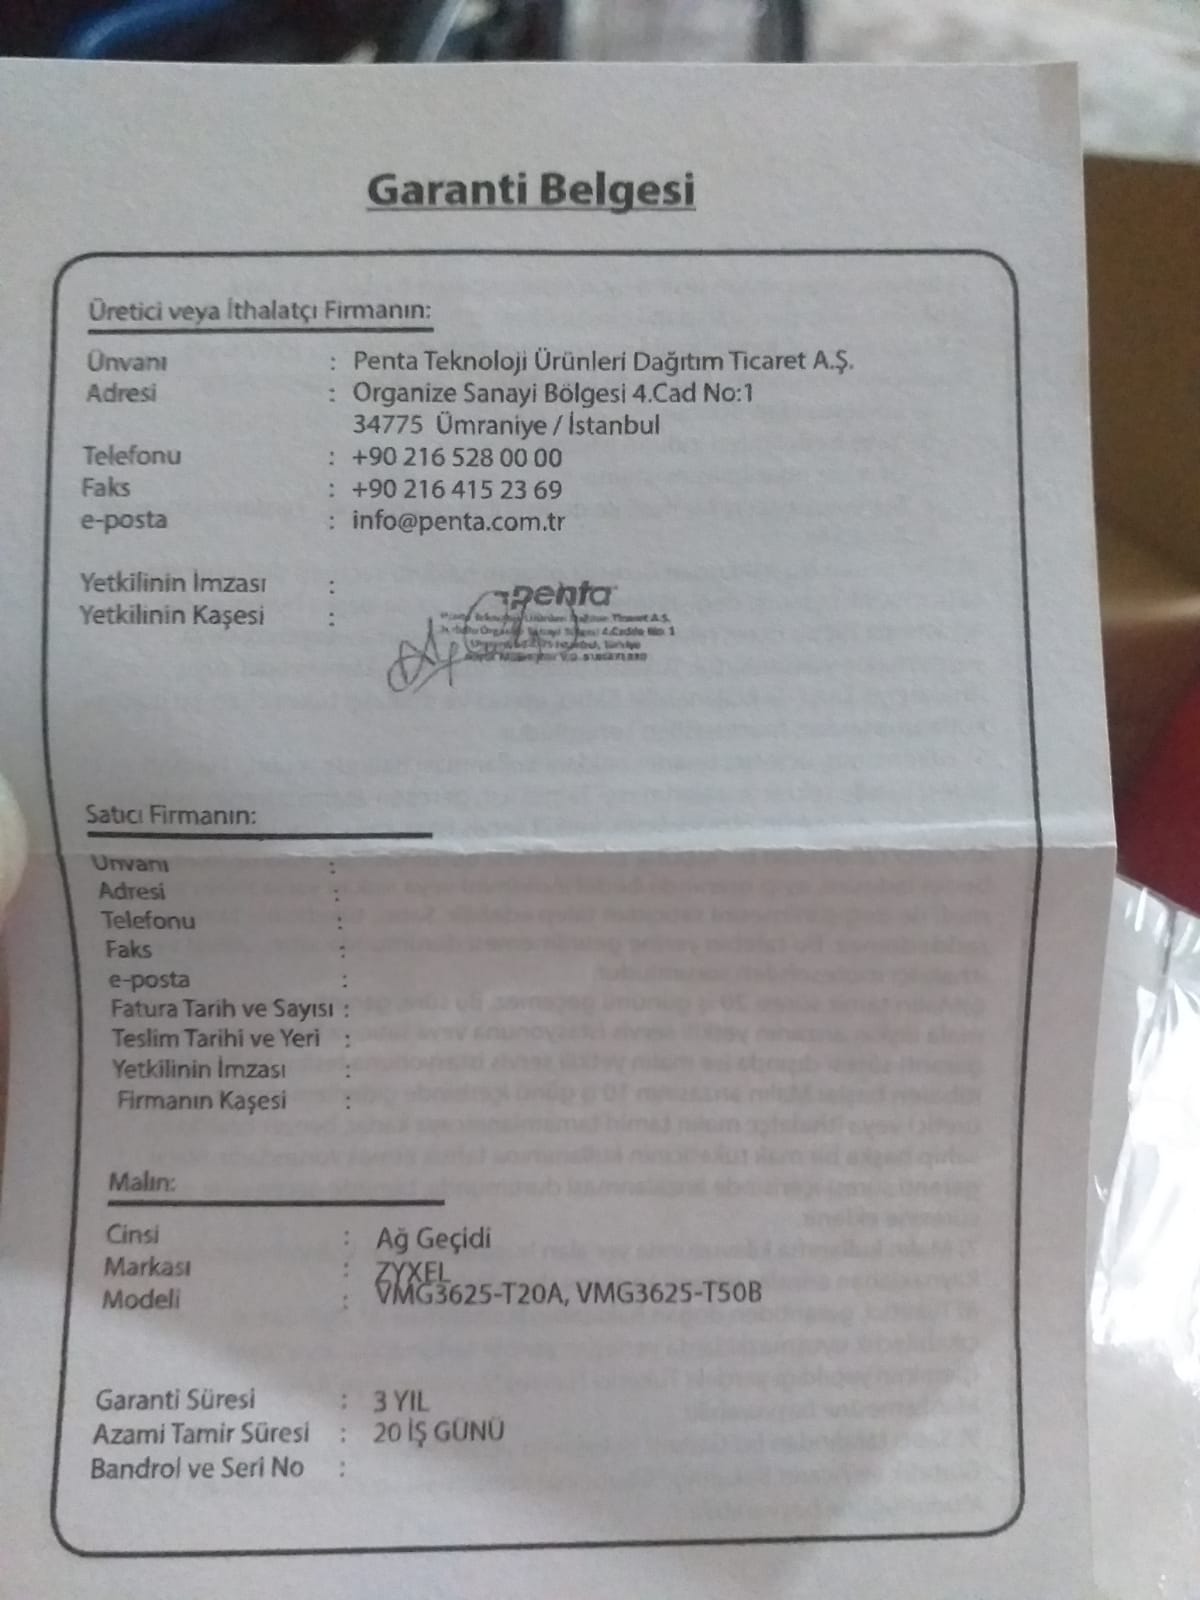 Garanti Belgesi
Üretici veya İthalatçı Firmanın:
Ünvanı : Penta Teknoloji Ürünleri Dağıtım Ticaret A.Ş.
Adresi : Organize Sanayi Bölgesi 4.Cad No:1
34775 Ümraniye / İstanbul
Telefonu : +90 216 528 00 00
Faks : +90 216 415 23 69
e-posta : info@penta.com.tr
Yetkilinin İmzası :
Yetkilinin Kaşesi :
penta
Satıcı Firmanın:
Ünvanı :
Adresi :
Telefonu :
Faks :
e-posta :
Fatura Tarih ve Sayısı :
Teslim Tarihi ve Yeri :
Yetkilinin İmzası :
Firmanın Kaşesi :
Malın:
Cinsi : Ağ Geçidi
Markası : ZYXEL
Modeli : VMG3625-T20A, VMG3625-T50B
Garanti Süresi : 3 YIL
Azami Tamir Süresi : 20 İŞ GÜNÜ
Bandrol ve Seri No :